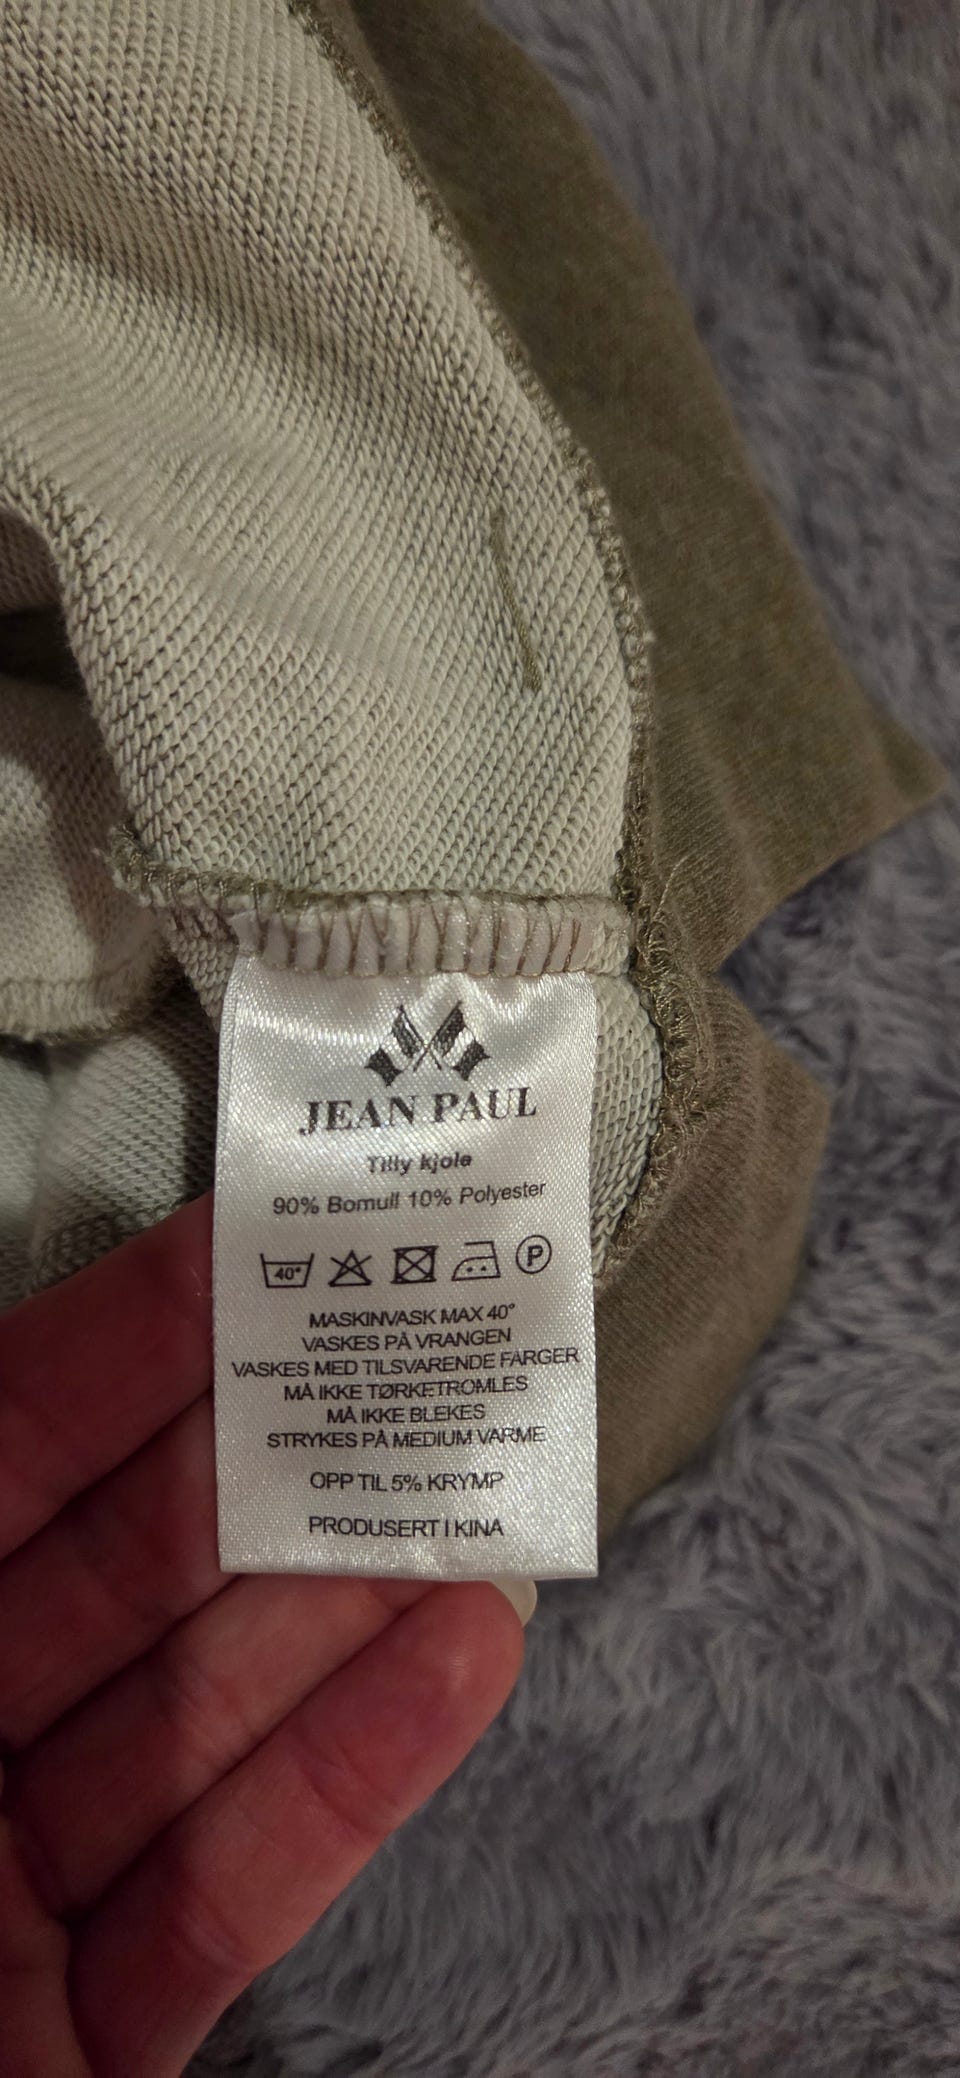 JEAN PAUL
Tilly kjole
90% Bomull 10% Polyester
40° P
MASKINVASK MAX 40°
VASKES PÅ VRANGEN
VASKES MED TILSVARENDE FARGER
MÅ IKKE TØRKETROMLES
MÅ IKKE BLEKES
STRYKES PÅ MEDIUM VARME
OPP TIL 5% KRYMP
PRODUSERT I KINA